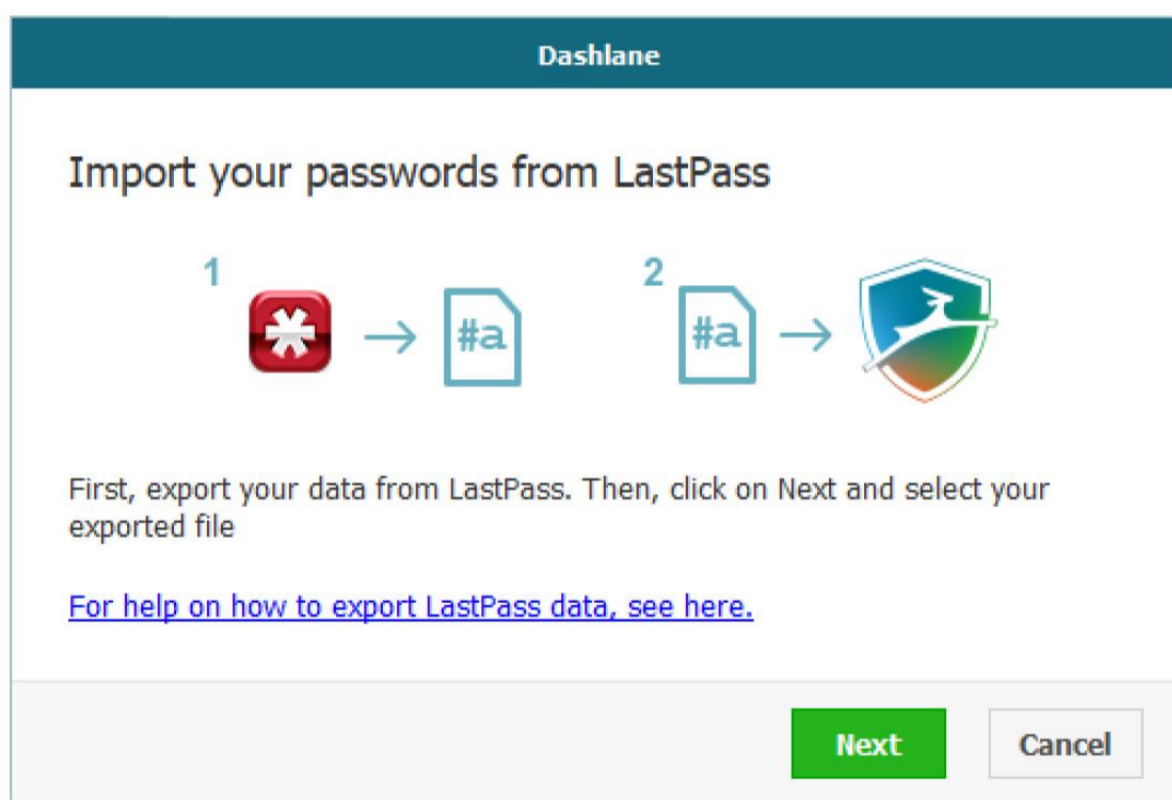 Dashlane
Import your passwords from LastPass
1
2
#a
#a
First, export your data from LastPass. Then, click on Next and select your
exported file
For help on how to export LastPass data, see here.
Next
Cancel